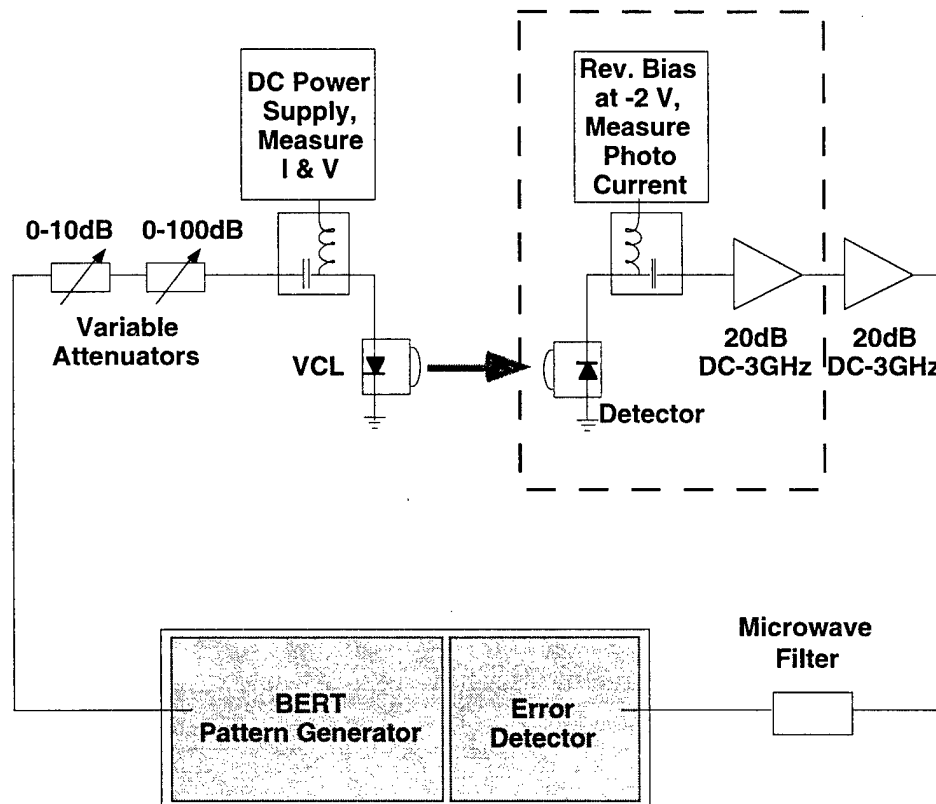 DC Power
Supply,
Measure
I & V
Rev. Bias
at -2 V,
Measure
Photo
Current
0-10dB
0-100dB
Variable
Attenuators
VCL
Detector
20dB
DC-3GHz
20dB
DC-3GHz
Microwave
Filter
BERT
Pattern Generator
Error
Detector